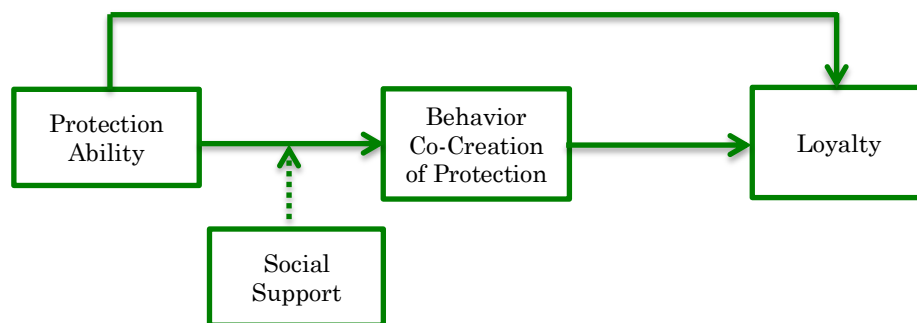 Protection
Ability
Behavior
Co-Creation
of Protection
Loyalty
Social
Support